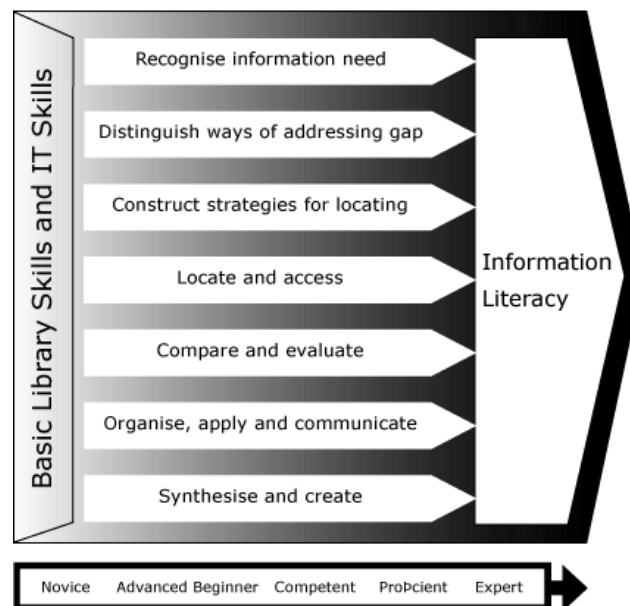 Basic Library Skills and IT Skills
Recognise information need
Distinguish ways of addressing gap
Construct strategies for locating
Locate and access
Compare and evaluate
Organise, apply and communicate
Synthesise and create
Information
Literacy
Novice Advanced Beginner Competent ProÞcient Expert